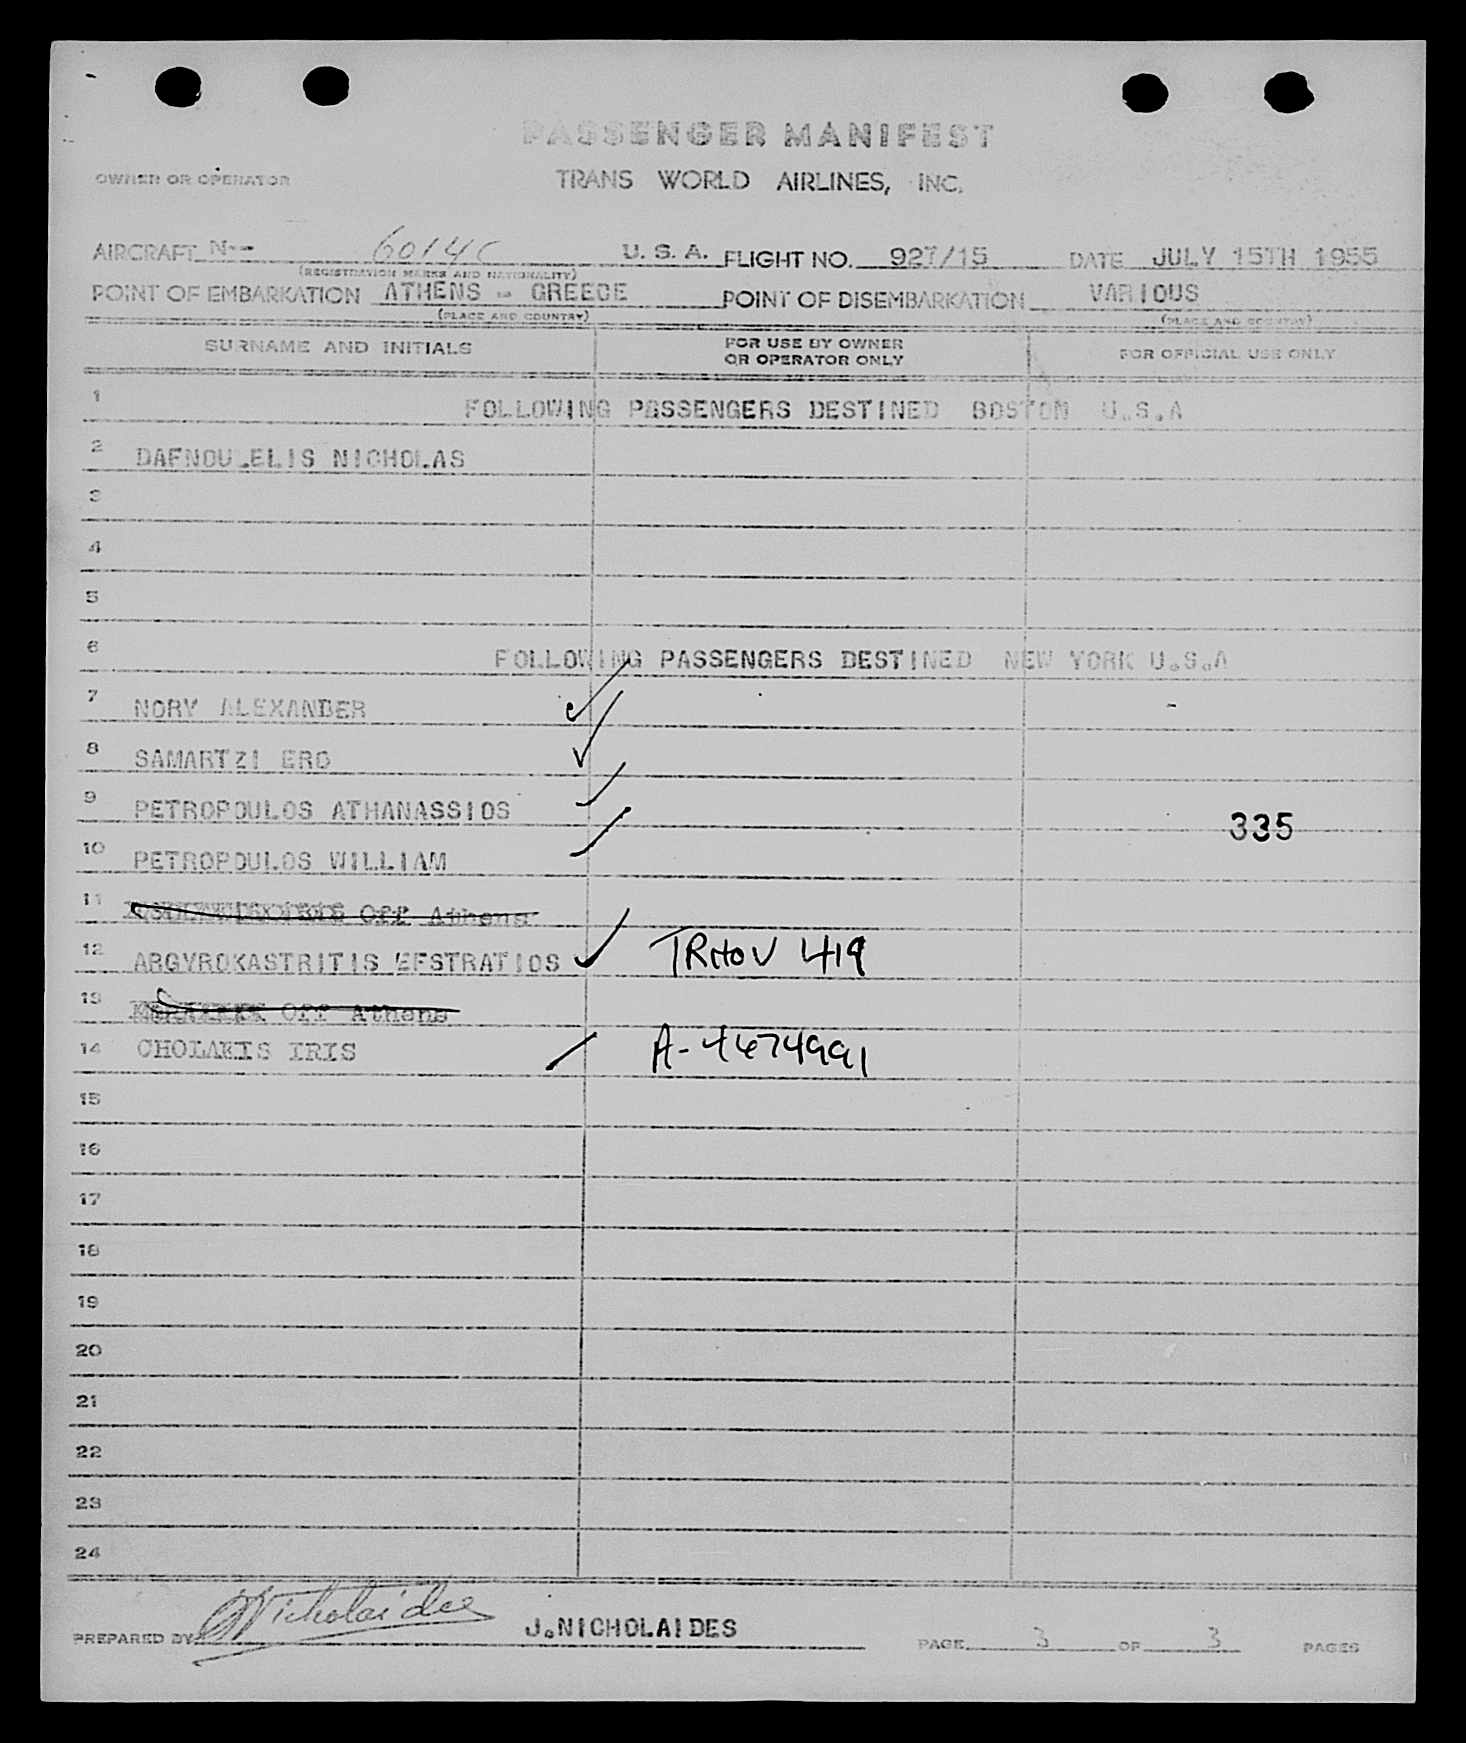 PASSENGER MANIFEST
OWNER OR OPERATOR TRANS WORLD AIRLINES, INC.
AIRCRAFT N-- 6014C U. S. A. FLIGHT NO. 927/15 DATE JULY 15TH 1955
(REGISTRATION MARKS AND NATIONALITY)
POINT OF EMBARKATION ATHENS - GREECE POINT OF DISEMBARKATION VARIOUS
(PLACE AND COUNTRY) (PLACE AND COUNTRY)
SURNAME AND INITIALS FOR USE BY OWNER OR OPERATOR ONLY FOR OFFICIAL USE ONLY
1 FOLLOWING PASSENGERS DESTINED BOSTON U.S.A
2 DAFNOULELIS NICHOLAS
3
4
5
6 FOLLOWING PASSENGERS DESTINED NEW YORK U.S.A
7 NORY ALEXANDER
8 SAMARTZI ERO
9 PETROPOULOS ATHANASSIOS 335
10 PETROPOULOS WILLIAM
11 Off Athens
12 ARGYROKASTRITIS EFSTRATIOS TRHOV 419
13 Off Athens
14 CHOLAKIS IRIS A-4674991
15
16
17
18
19
20
21
22
23
24
PREPARED BY JNicholaides J.NICHOLAIDES PAGE 3 OF 3 PAGES